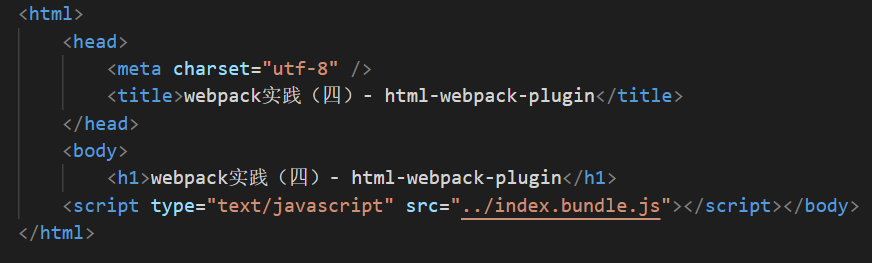 <html>
<head>
<meta charset="utf-8" />
<title>webpack实践（四）- html-webpack-plugin</title>
</head>
<body>
<h1>webpack实践（四）- html-webpack-plugin</h1>
<script type="text/javascript" src="../index.bundle.js"></script></body>
</html>